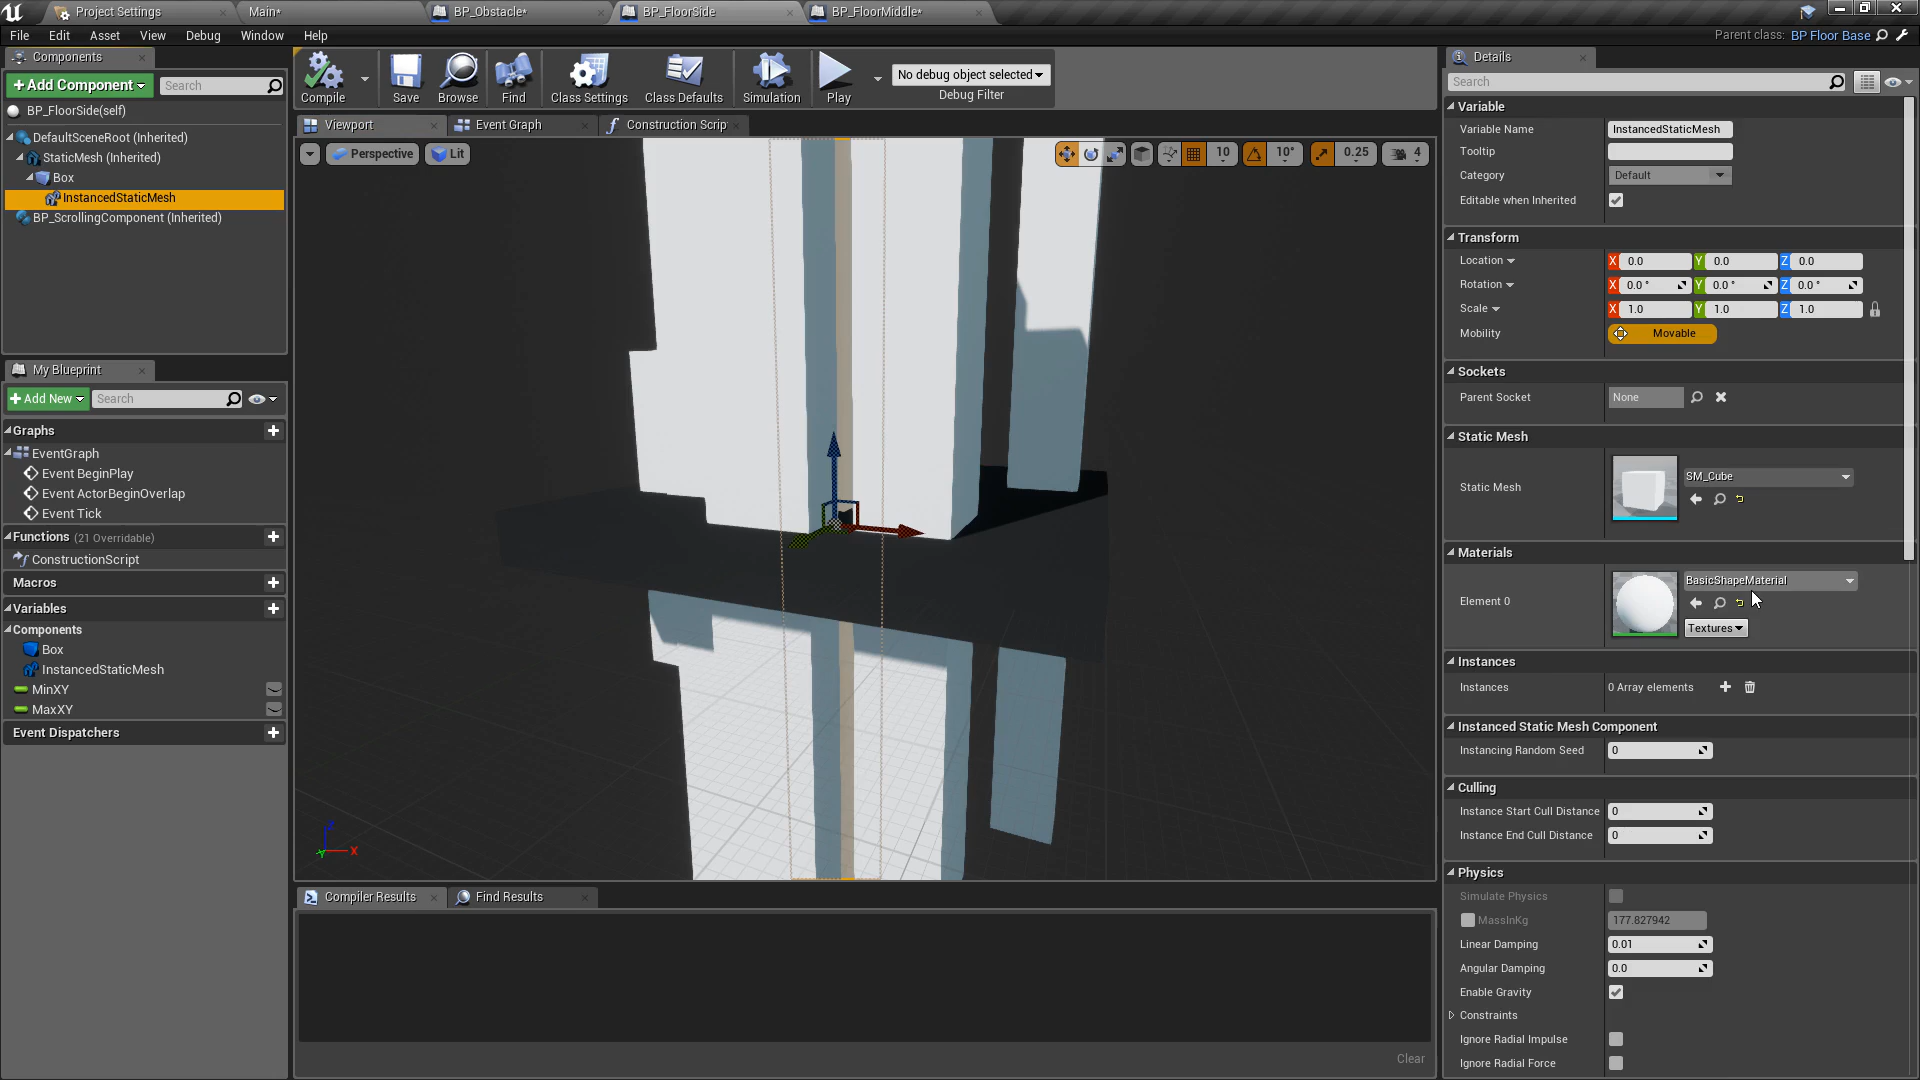 Project Settings
Main*
BP_Obstacle*
BP_FloorSide
BP_FloorMiddle*
File Edit Asset View Debug Window Help
Parent class: BP Floor Base
Components
+Add Component
Search
BP_FloorSide(self)
DefaultSceneRoot (Inherited)
StaticMesh (Inherited)
Box
InstancedStaticMesh
BP_ScrollingComponent (Inherited)
My Blueprint
+Add New
Search
Graphs
EventGraph
Event BeginPlay
Event ActorBeginOverlap
Event Tick
Functions (21 Overridable)
ConstructionScript
Macros
Variables
Components
Box
InstancedStaticMesh
MinXY
MaxXY
Event Dispatchers
Compile
Save
Browse
Find
Class Settings
Class Defaults
Simulation
Play
No debug object selected
Debug Filter
Viewport
Event Graph
Construction Scrip
Perspective
Lit
10
10°
0.25
4
Z
X
Y
Compiler Results
Find Results
Clear
Details
Search
Variable
Variable Name InstancedStaticMesh
Tooltip
Category Default
Editable when Inherited
Transform
Location X 0.0 Y 0.0 Z 0.0
Rotation X 0.0 ° Y 0.0 ° Z 0.0 °
Scale X 1.0 Y 1.0 Z 1.0
Mobility Movable
Sockets
Parent Socket None
Static Mesh
Static Mesh SM_Cube
Materials
Element 0 BasicShapeMaterial
Textures
Instances
Instances 0 Array elements
Instanced Static Mesh Component
Instancing Random Seed 0
Culling
Instance Start Cull Distance 0
Instance End Cull Distance 0
Physics
Simulate Physics
MassInKg 177.827942
Linear Damping 0.01
Angular Damping 0.0
Enable Gravity
Constraints
Ignore Radial Impulse
Ignore Radial Force